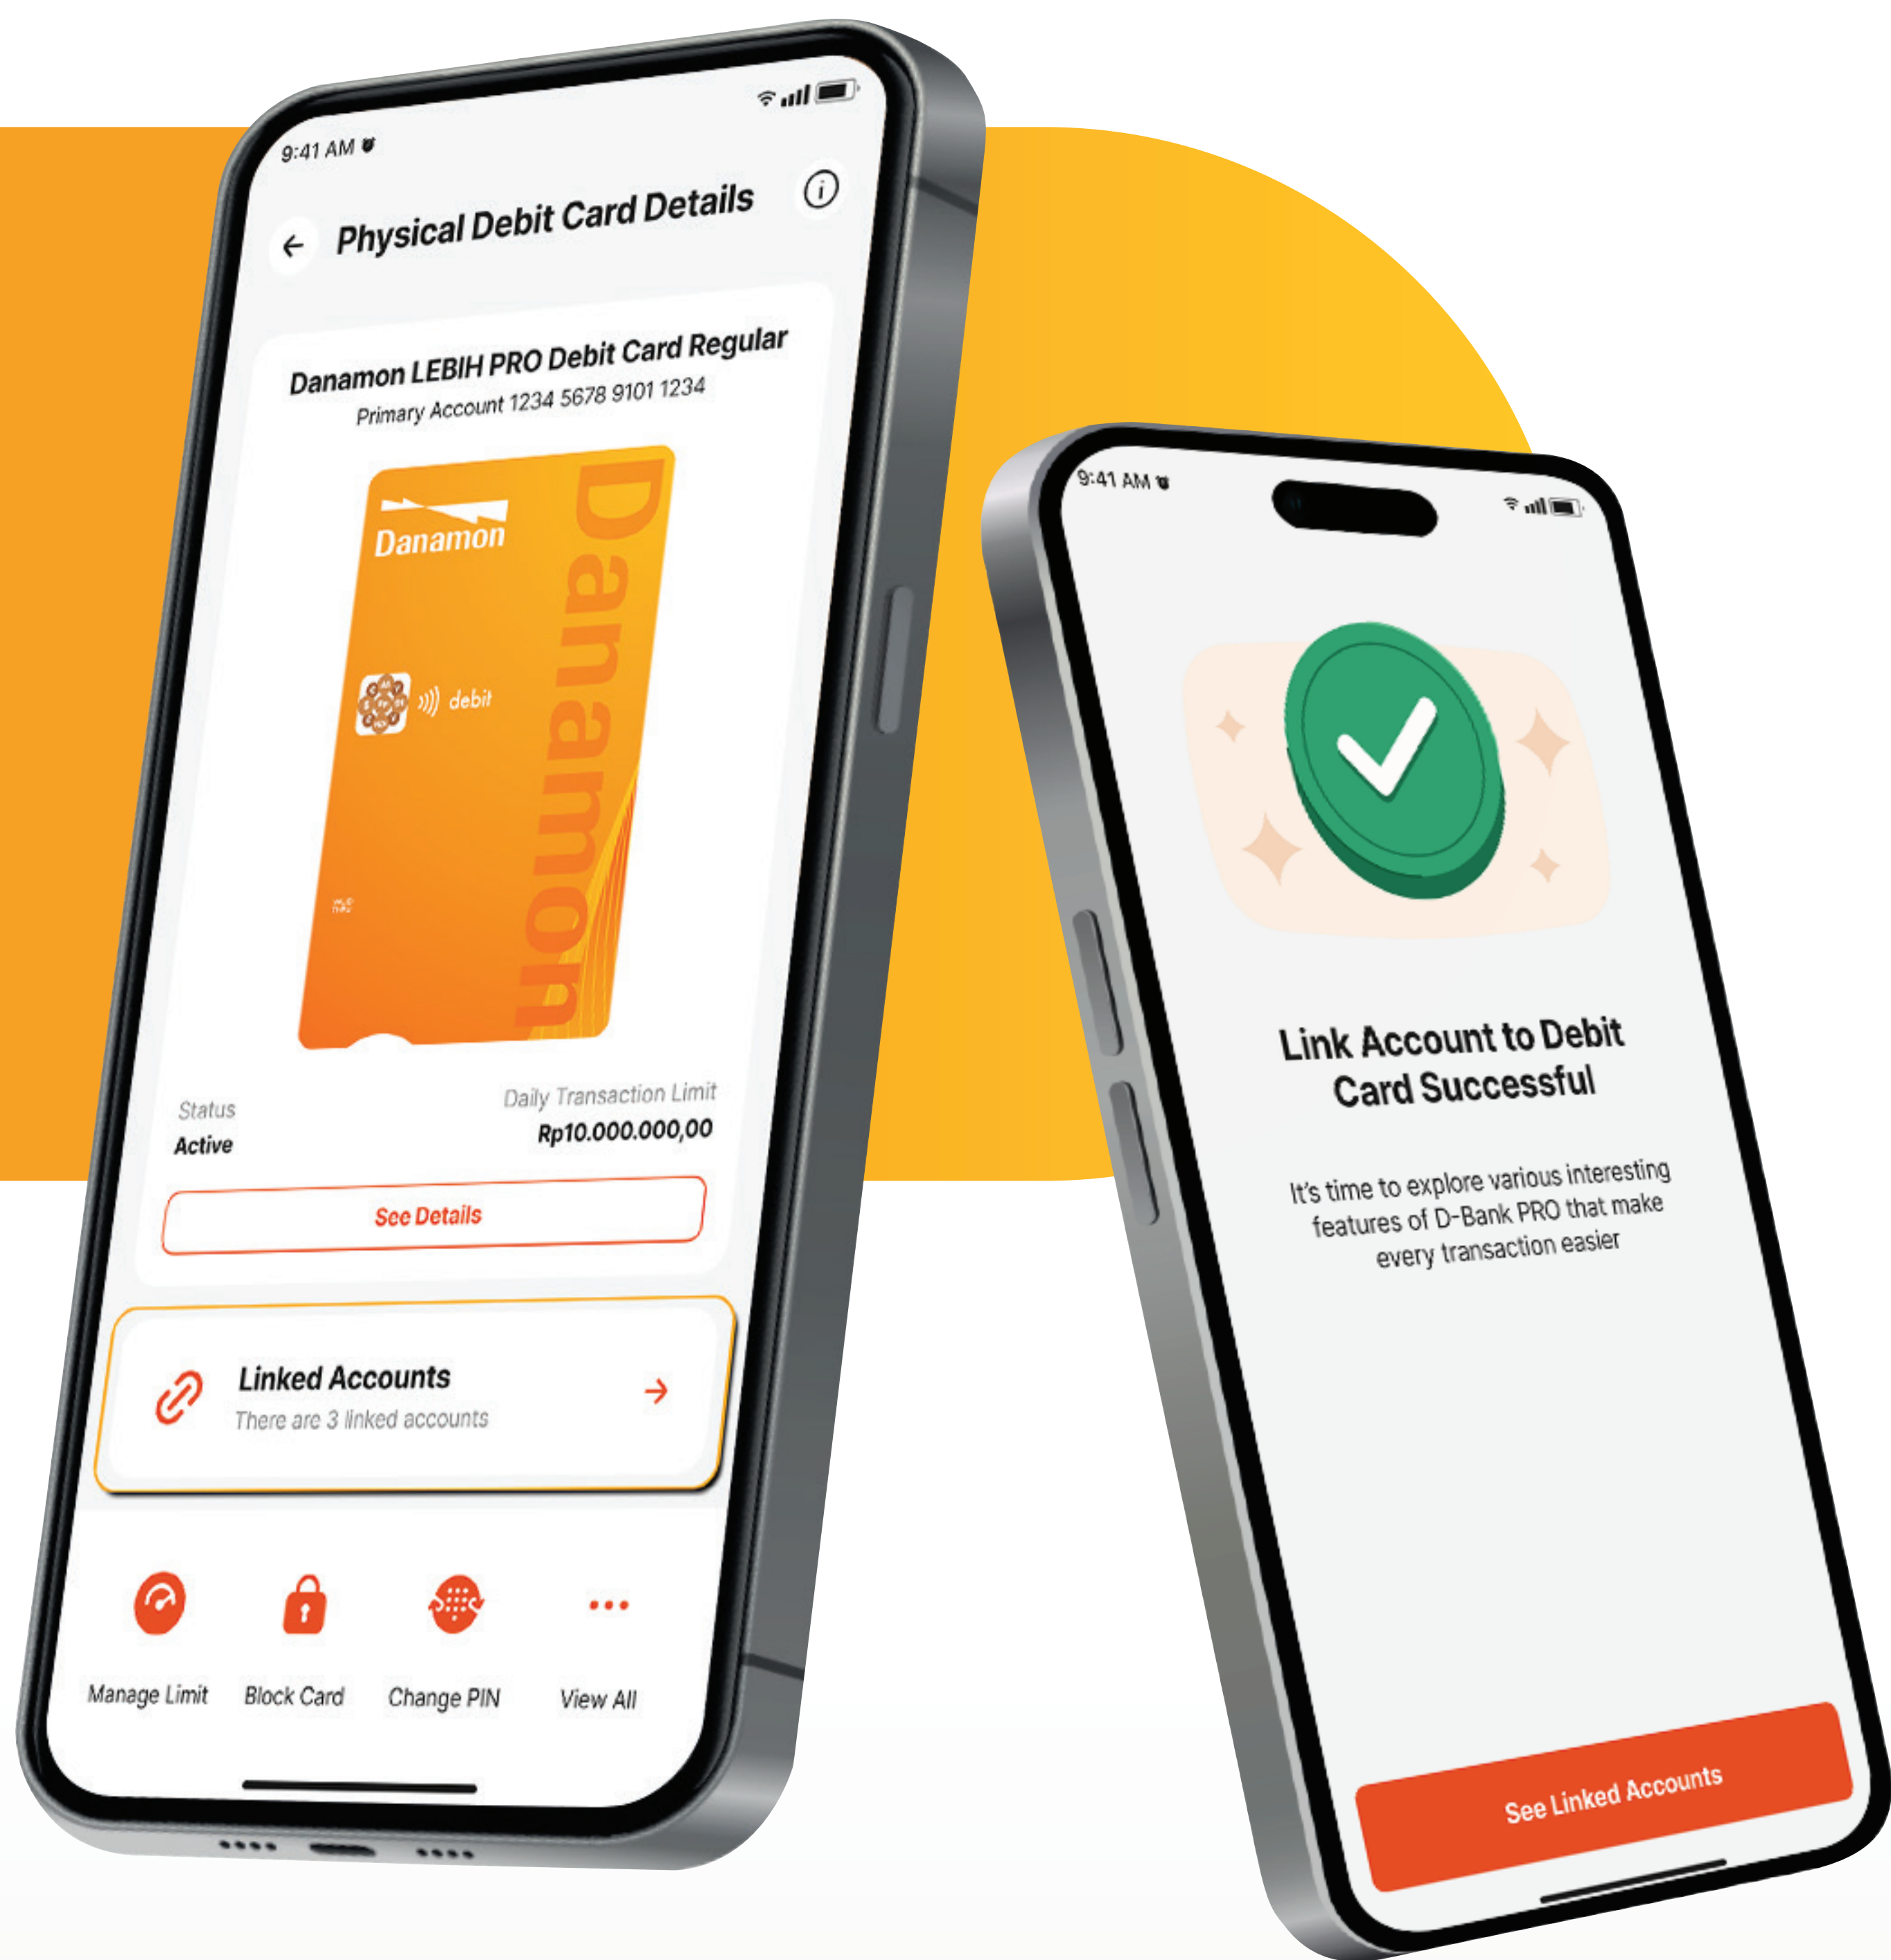 9:41 AM
Physical Debit Card Details
Danamon LEBIH PRO Debit Card Regular
Primary Account 1234 5678 9101 1234
Danamon
Danamon
debit
VALID
THRU
Status
Daily Transaction Limit
Active
Rp10.000.000,00
See Details
Linked Accounts
There are 3 linked accounts
Manage Limit
Block Card
Change PIN
View All
9:41 AM
Link Account to Debit
Card Successful
It's time to explore various interesting
features of D-Bank PRO that make
every transaction easier
See Linked Accounts